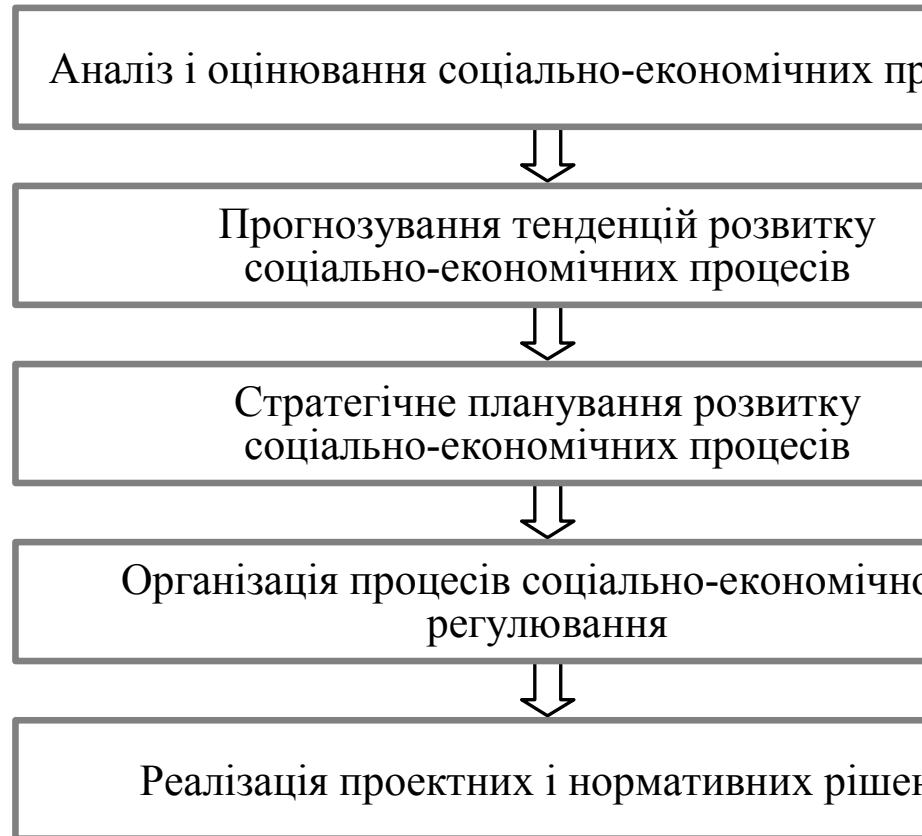 Аналіз і оцінювання соціально-економічних
Прогнозування тенденцій розвитку
соціально-економічних процесів
Стратегічне планування розвитку
соціально-економічних процесів
Організація процесів соціально-економічно
регулювання
Реалізація проектних і нормативних рішен